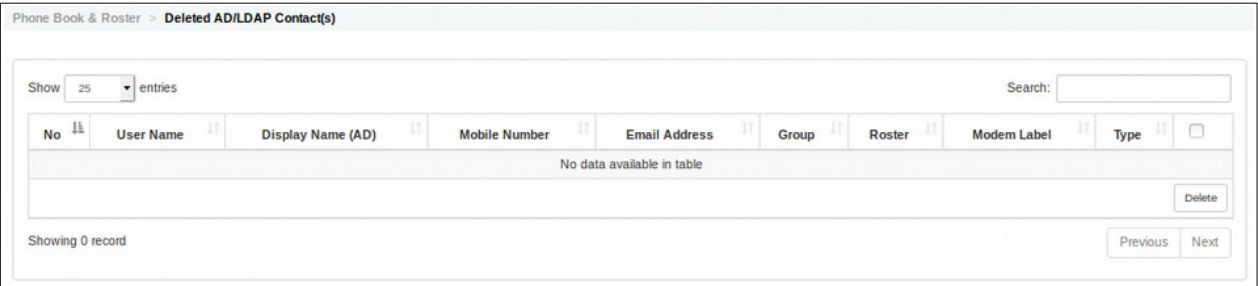 Phone Book & Roster > Deleted AD/LDAP Contact(s)
Show 25 entries Search:
No User Name Display Name (AD) Mobile Number Email Address Group Roster Modem Label Type
No data available in table
Delete
Showing 0 record Previous Next